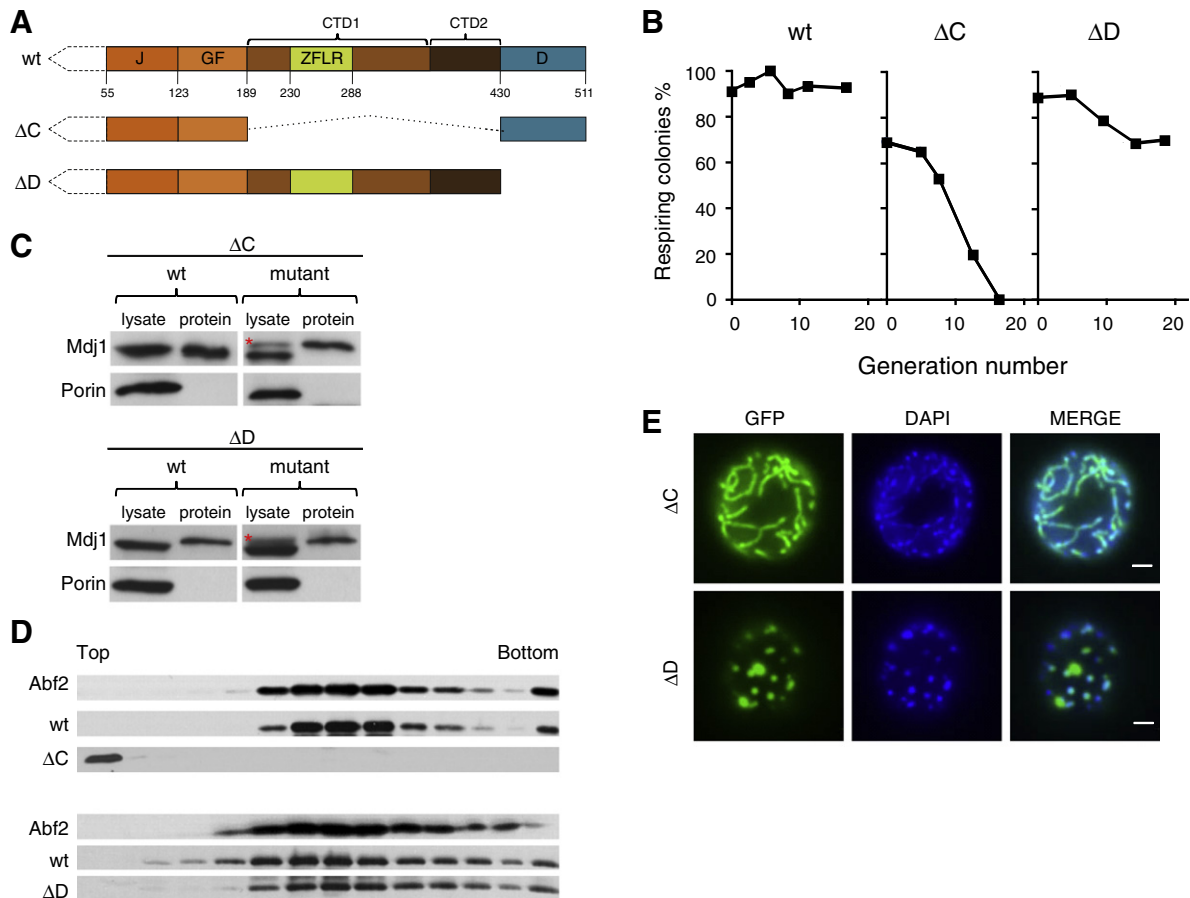 A
CTD1 CTD2
wt J GF ZFLR D
55 123 189 230 288 430 511
ΔC
ΔD
B
wt ΔC ΔD
Respiring colonies %
100
80
60
40
20
0
0 10 0 10 20 0 10 20
Generation number
C
ΔC
wt mutant
lysate protein lysate protein
Mdj1 *
Porin
ΔD
wt mutant
lysate protein lysate protein
Mdj1 *
Porin
D
Top Bottom
Abf2
wt
ΔC
Abf2
wt
ΔD
E
GFP DAPI MERGE
ΔC
ΔD